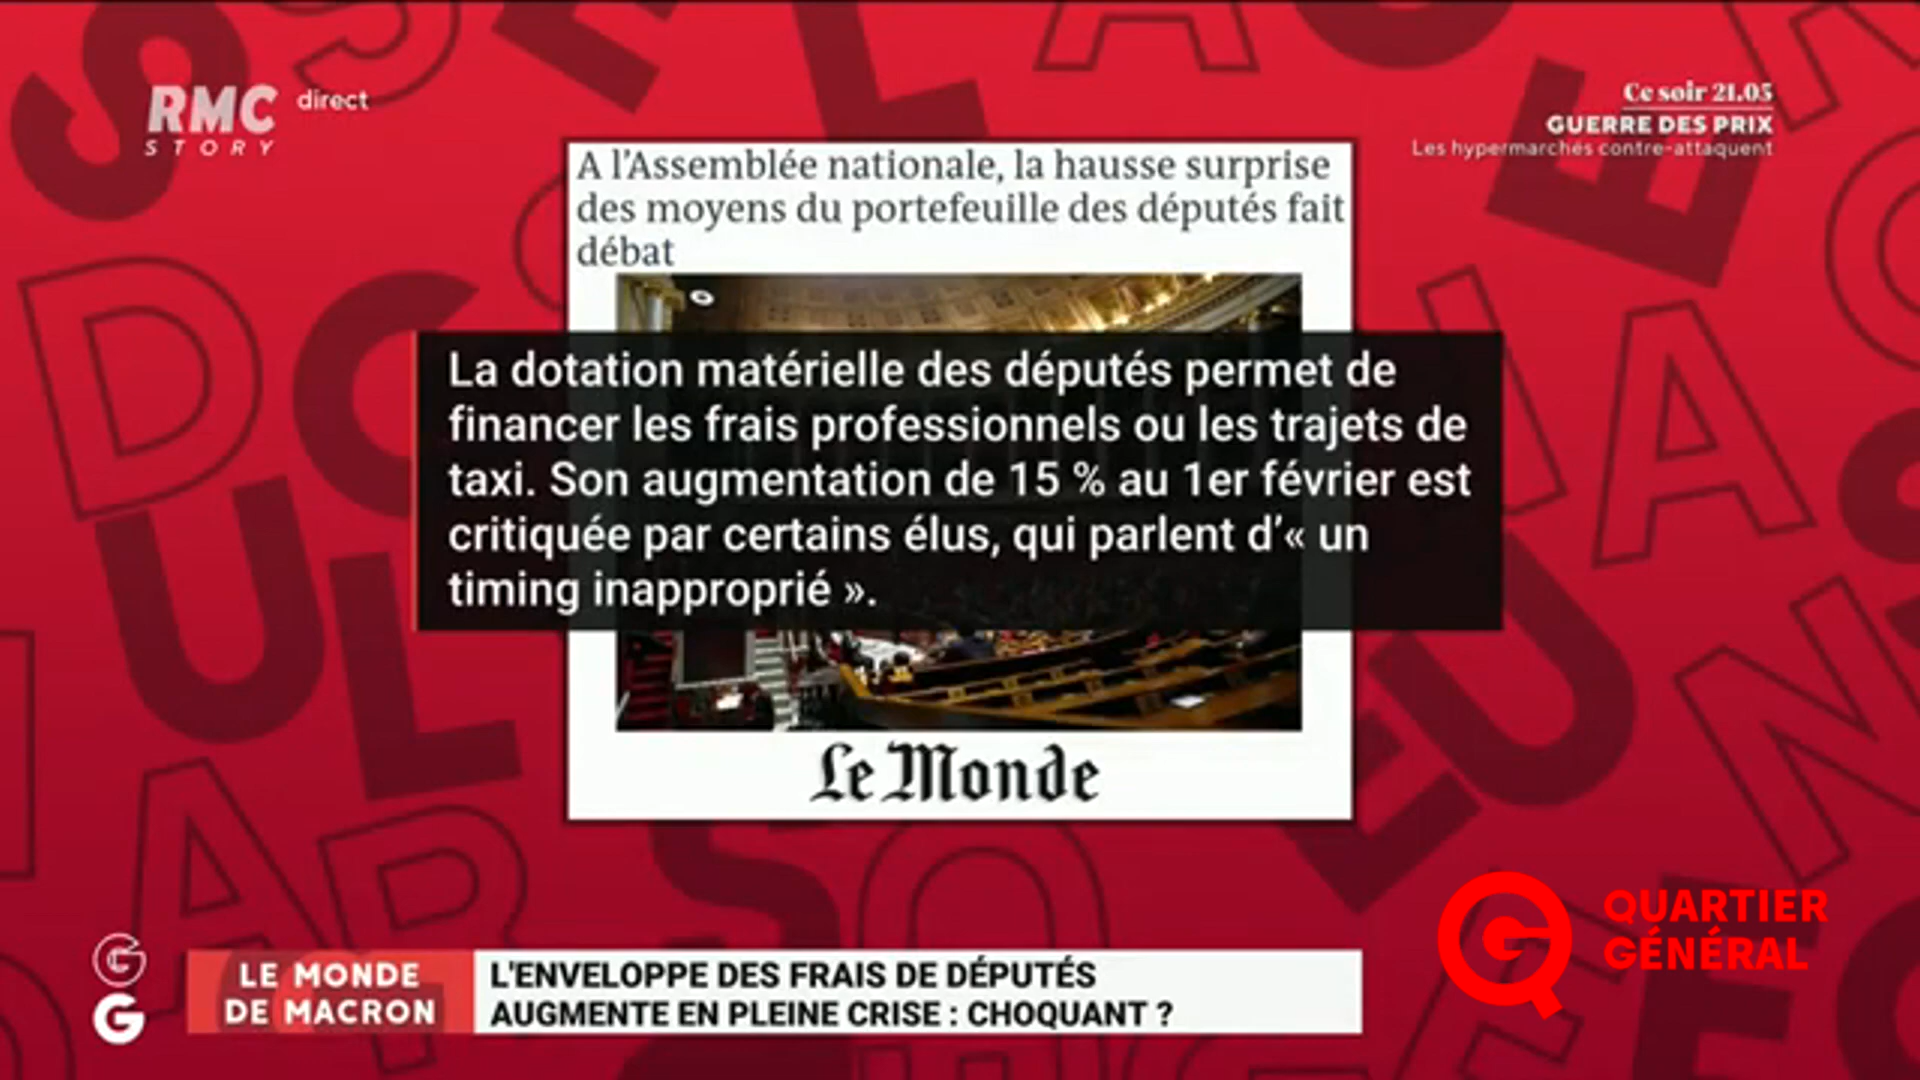 RMC direct
STORY
Ce soir 21.05
GUERRE DES PRIX
Les hypermarchés contre-attaquent
A l'Assemblée nationale, la hausse surprise
des moyens du portefeuille des députés fait
débat
La dotation matérielle des députés permet de
financer les frais professionnels ou les trajets de
taxi. Son augmentation de 15 % au 1er février est
critiquée par certains élus, qui parlent d'« un
timing inapproprié ».
Le Monde
QUARTIER
GÉNÉRAL
LE MONDE
DE MACRON
L'ENVELOPPE DES FRAIS DE DÉPUTÉS
AUGMENTE EN PLEINE CRISE : CHOQUANT ?